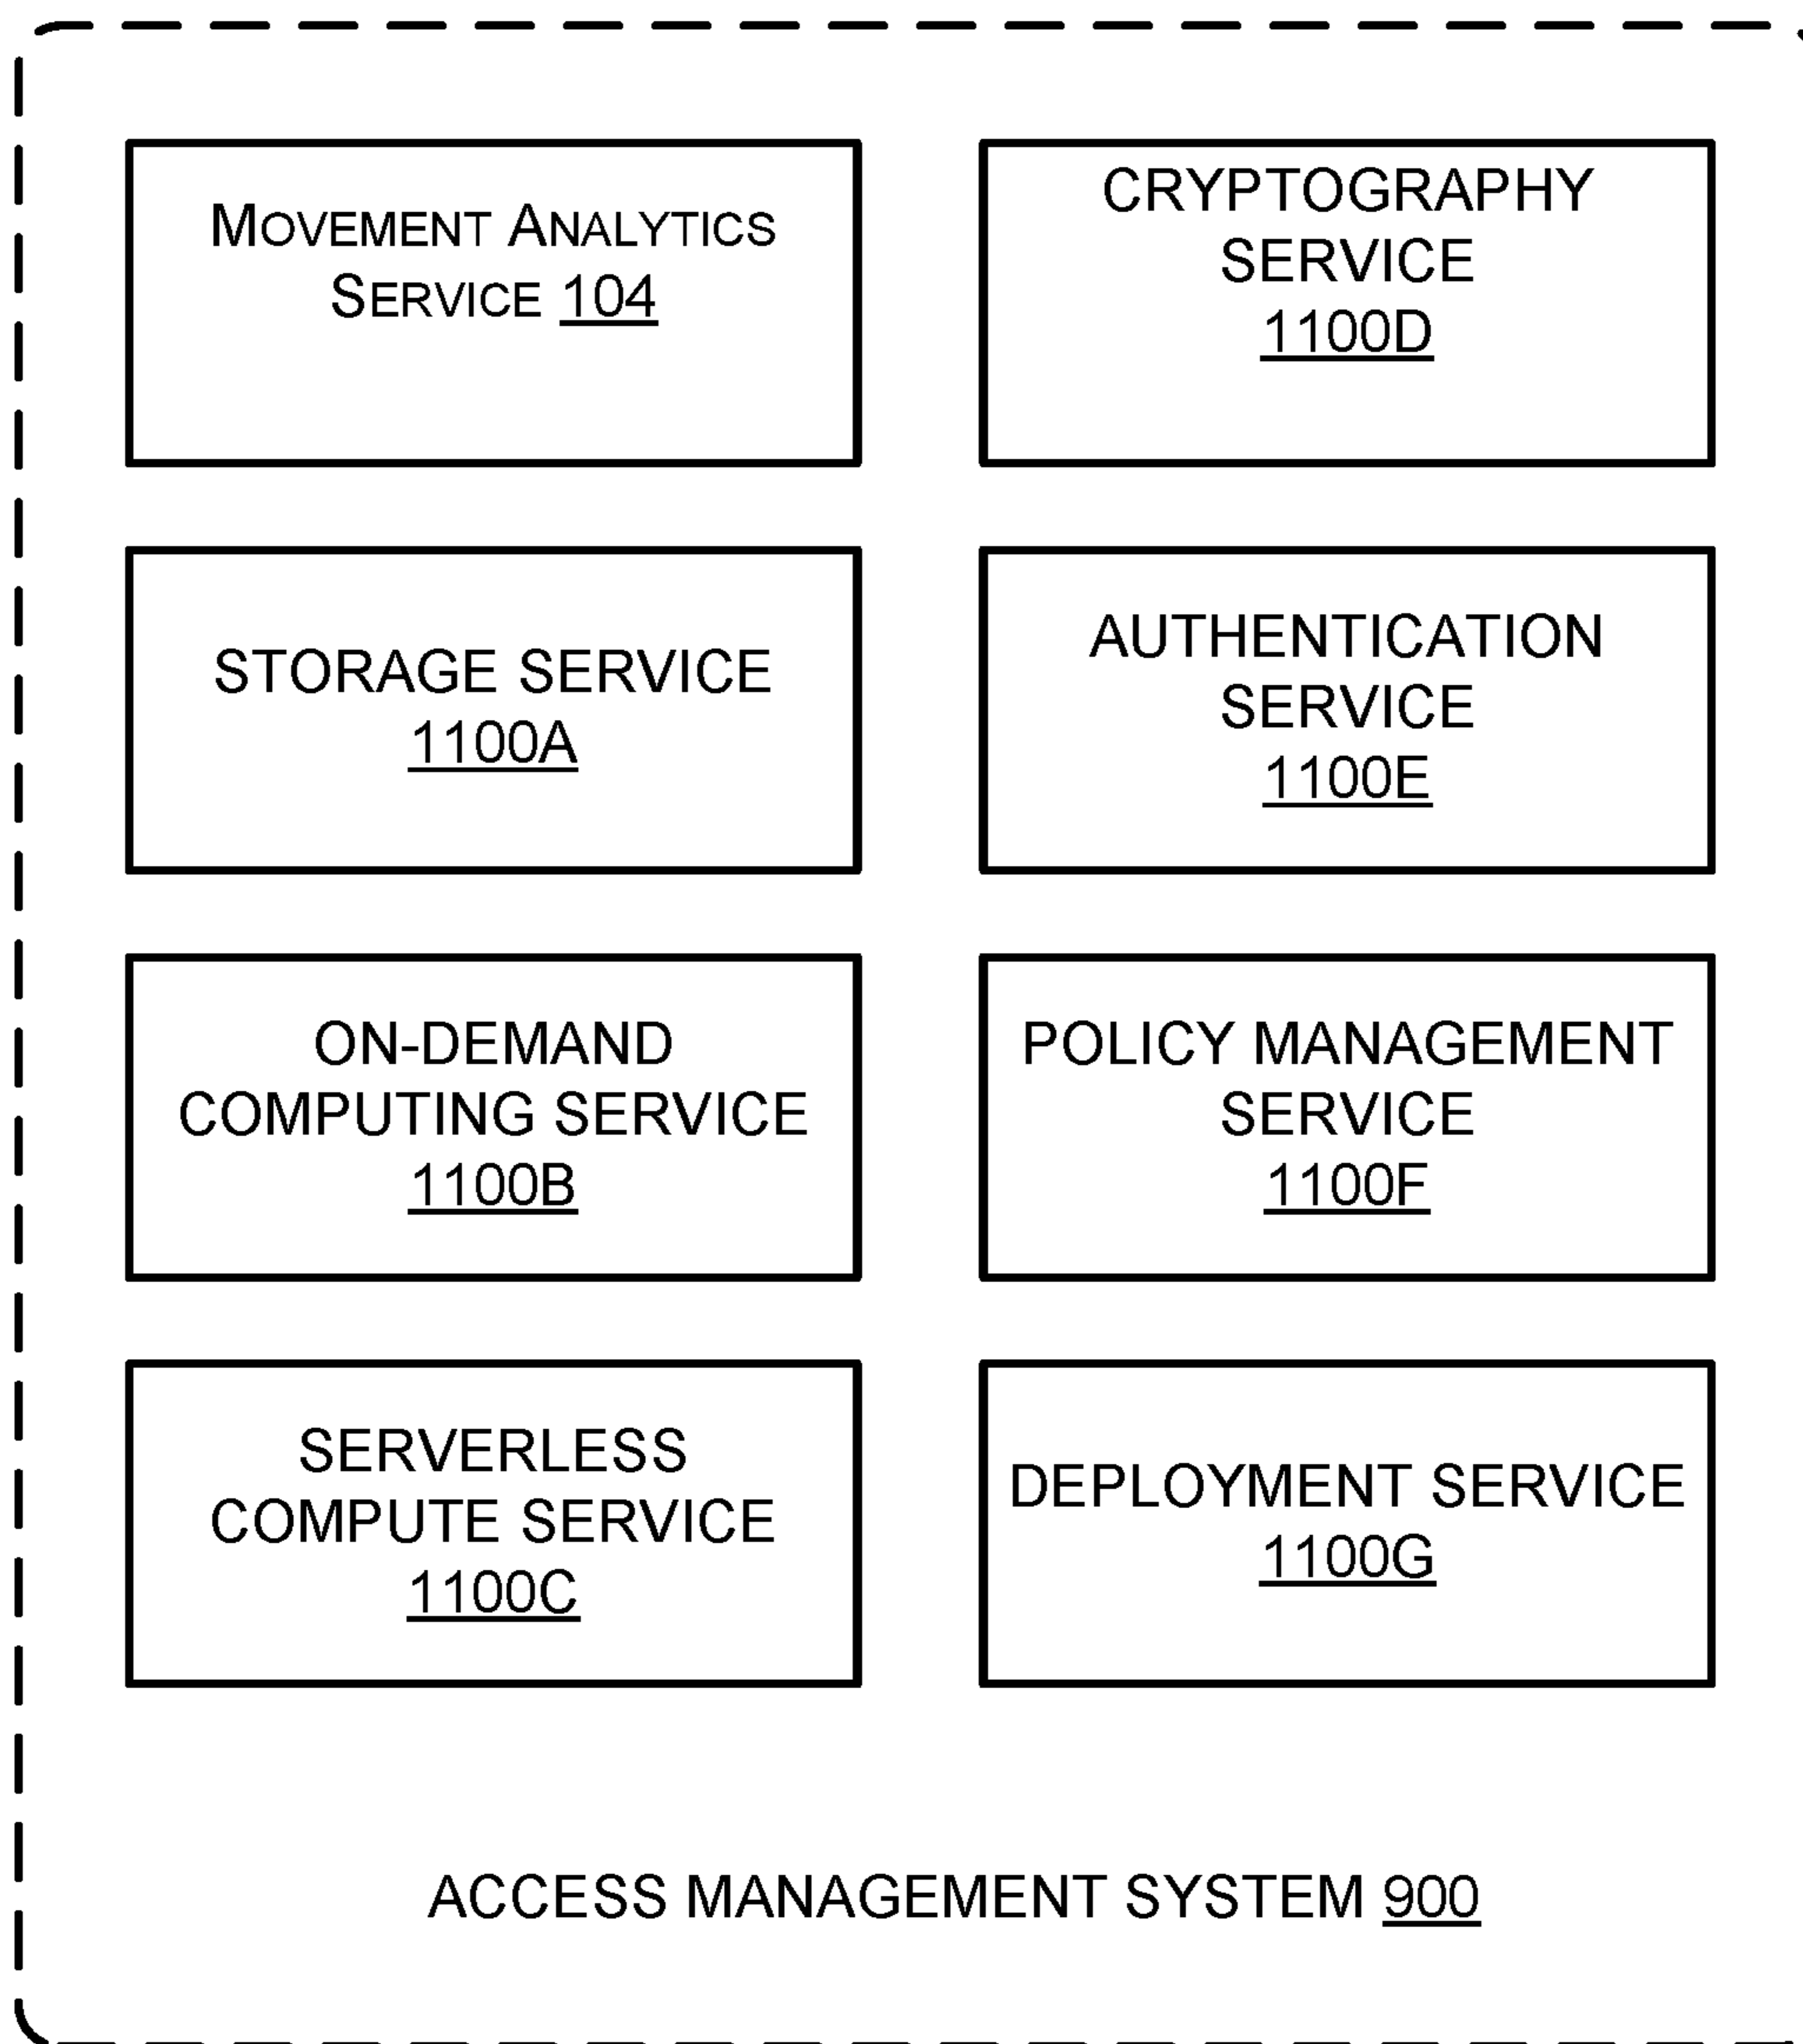 MOVEMENT ANALYTICS
SERVICE 104
STORAGE SERVICE
1100A
ON-DEMAND
COMPUTING SERVICE
1100B
SERVERLESS
COMPUTE SERVICE
1100C
CRYPTOGRAPHY
SERVICE
1100D
AUTHENTICATION
SERVICE
1100E
POLICY MANAGEMENT
SERVICE
1100F
DEPLOYMENT SERVICE
1100G
ACCESS MANAGEMENT SYSTEM 900